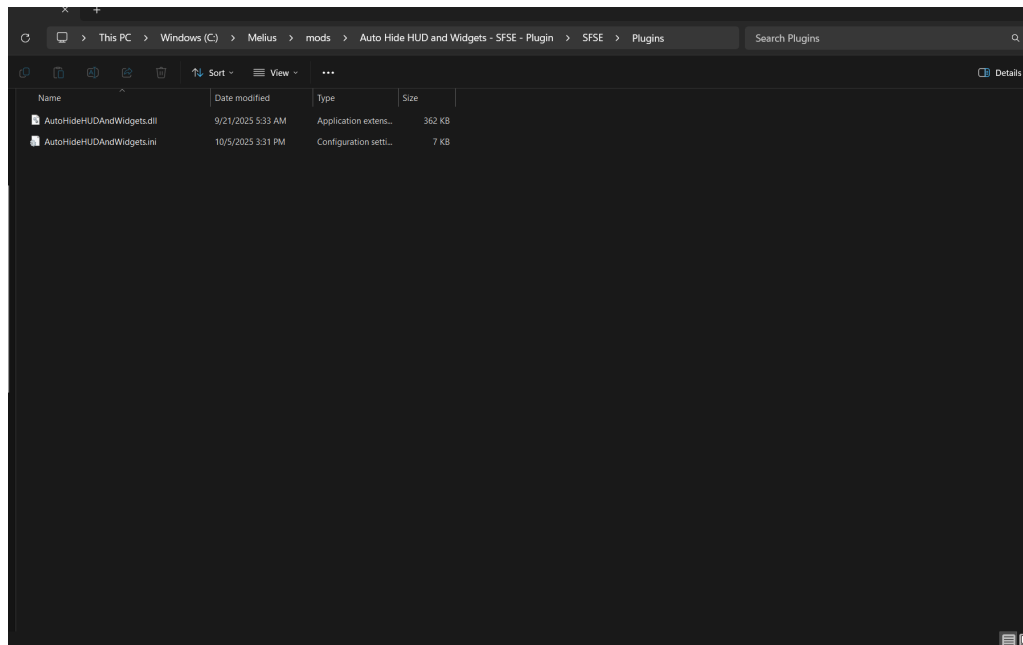 This PC > Windows (C:) > Melius > mods > Auto Hide HUD and Widgets - SFSE - Plugin > SFSE > Plugins
Search Plugins
Sort
View
Details
Name
Date modified
Type
Size
AutoHideHUDAndWidgets.dll 9/21/2025 5:33 AM Application extens... 362 KB
AutoHideHUDAndWidgets.ini 10/5/2025 3:31 PM Configuration setti... 7 KB